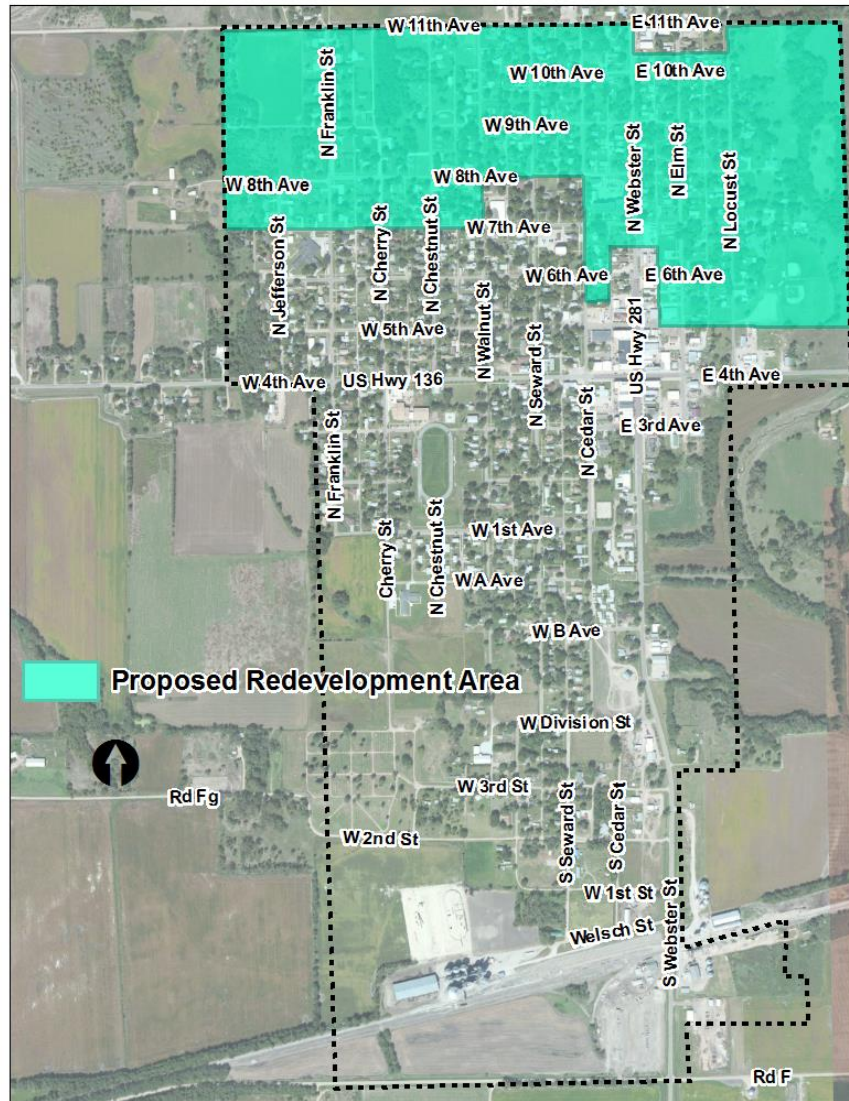 W 11th Ave
E 11th Ave
N Franklin St
W 10th Ave
E 10th Ave
W 9th Ave
N Webster St
N Elm St
N Locust St
W 8th Ave
W 8th Ave
N Jefferson St
N Cherry St
N Chestnut St
W 7th Ave
W 6th Ave
E 6th Ave
W 5th Ave
N Walnut St
US Hwy 281
W 4th Ave
US Hwy 136
N Seward St
E 4th Ave
N Franklin St
N Cedar St
E 3rd Ave
Cherry St
N Chestnut St
W 1st Ave
W A Ave
W B Ave
Proposed Redevelopment Area
W Division St
Rd Fg
W 3rd St
S Seward St
S Cedar St
W 2nd St
W 1st St
Welsch St
S Webster St
Rd F